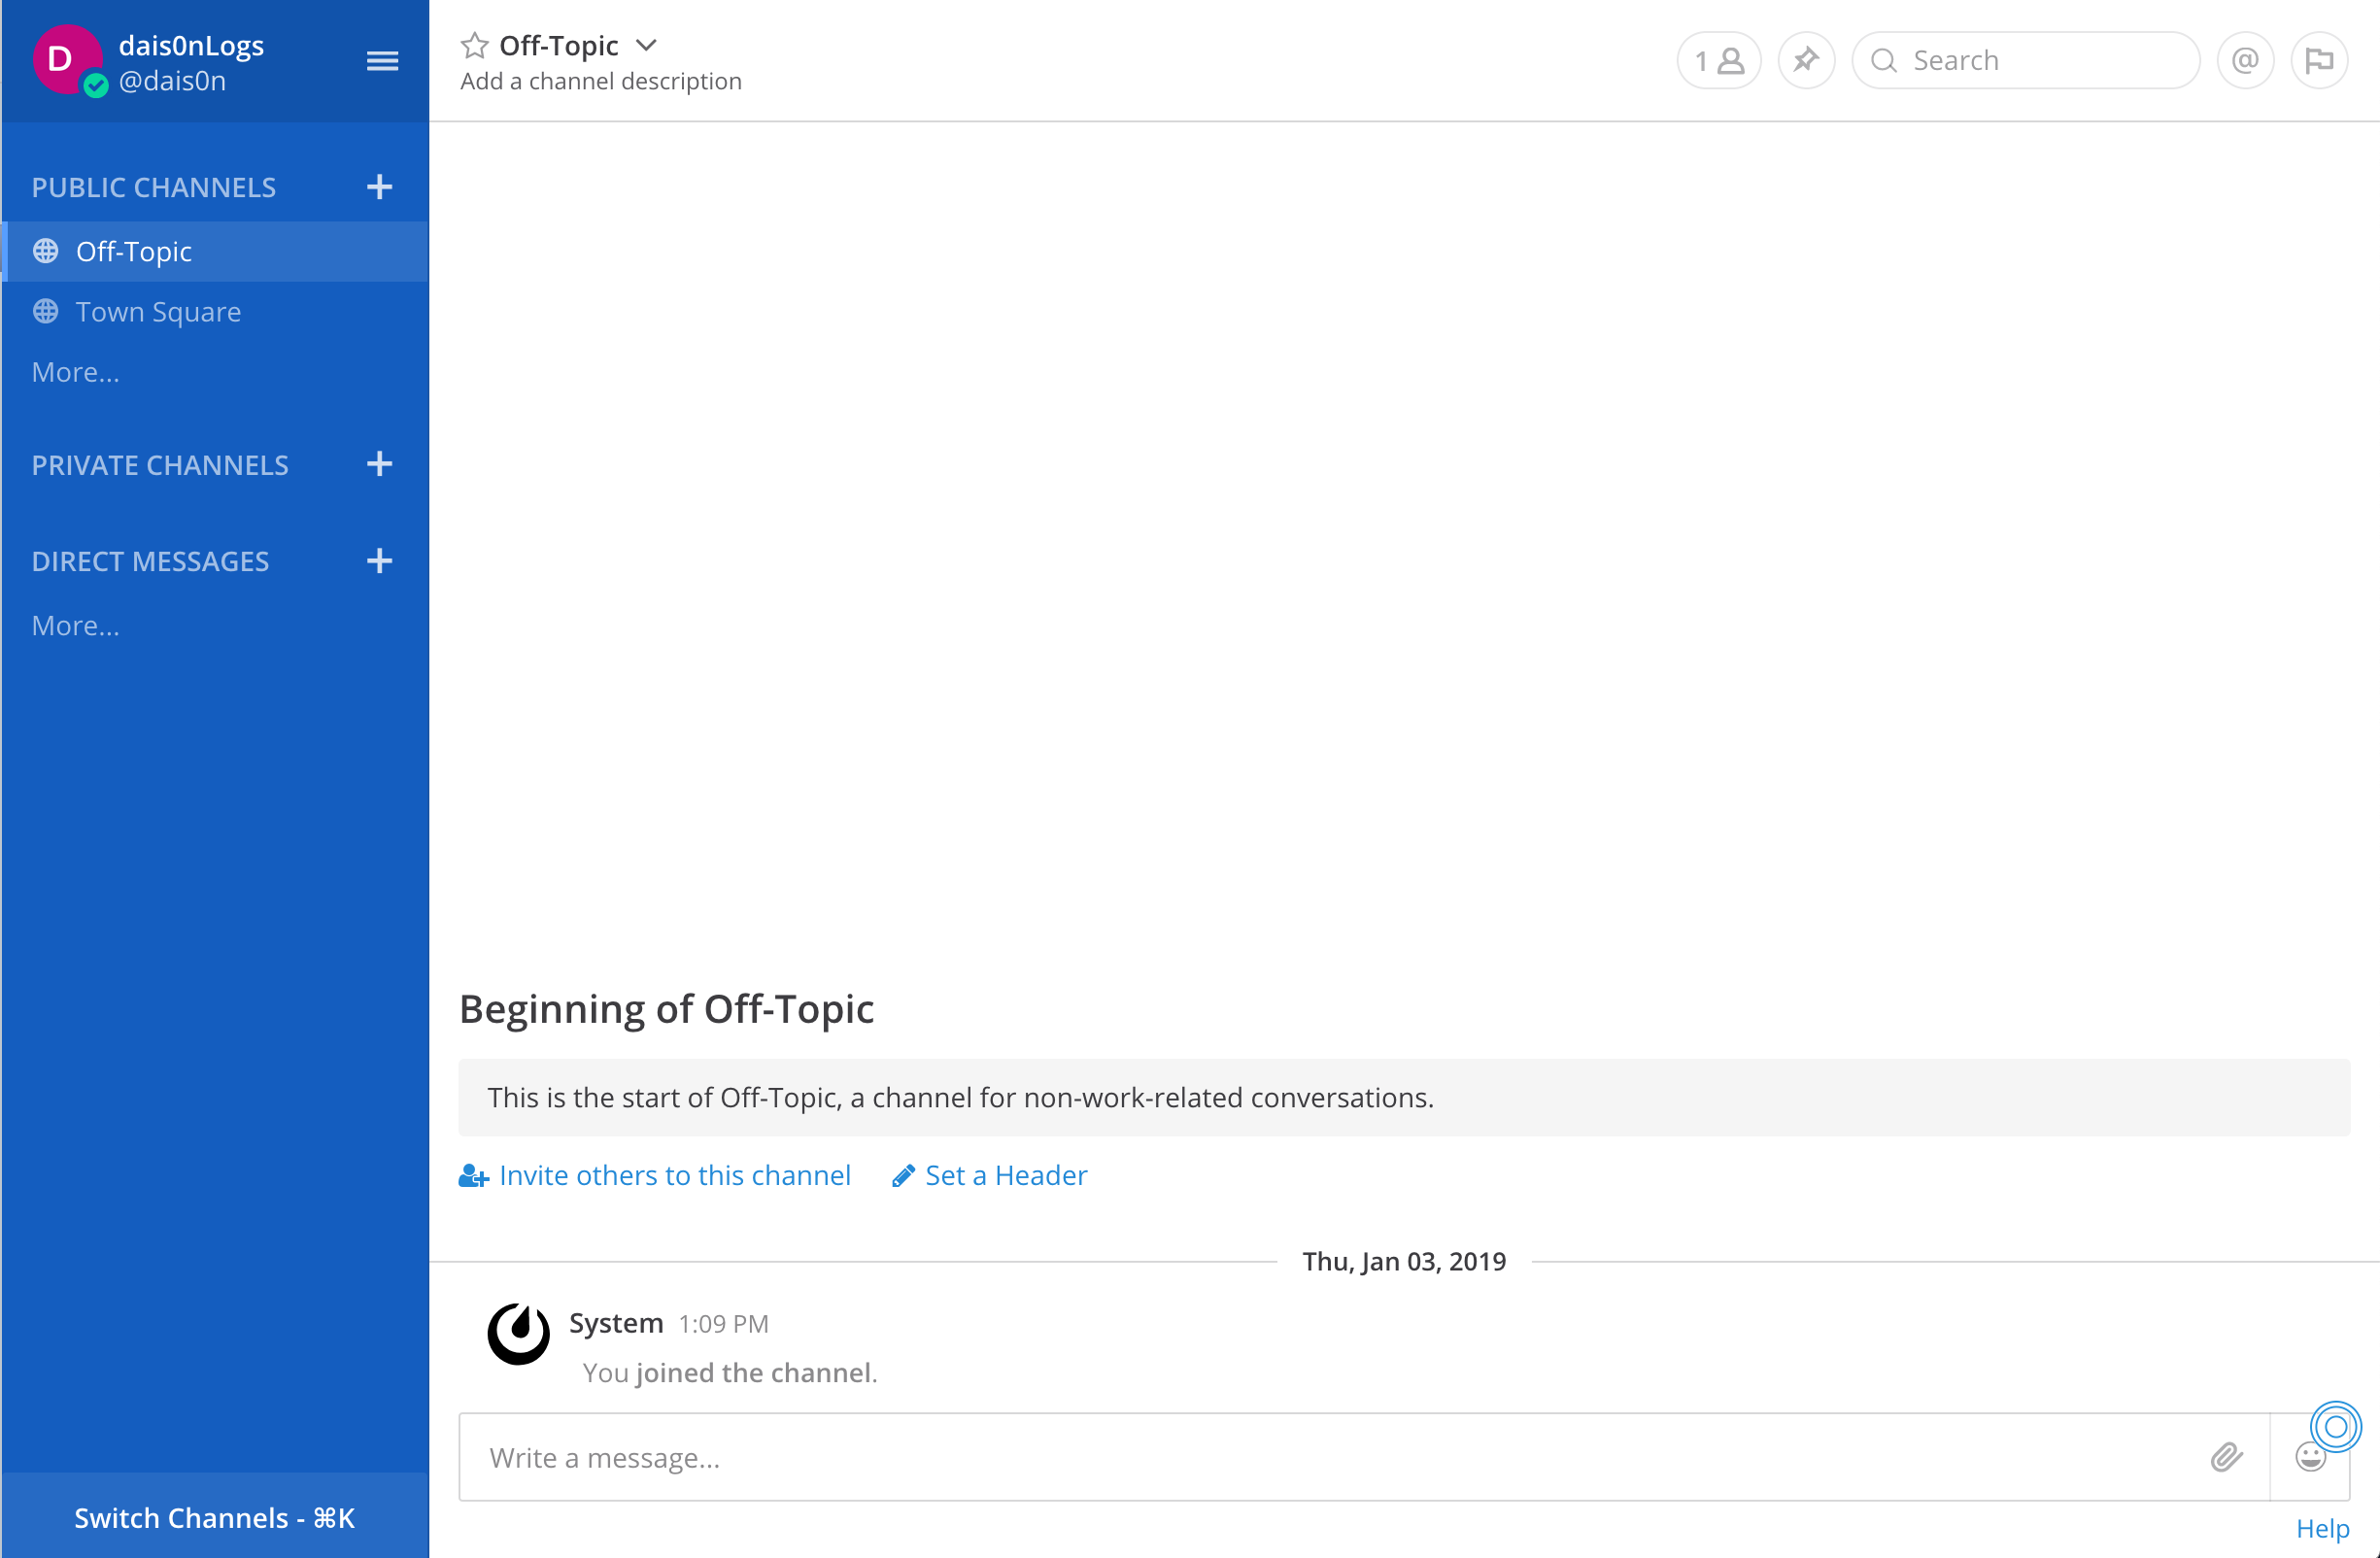 D
dais0nLogs
@dais0n
PUBLIC CHANNELS
Off-Topic
Town Square
More...
PRIVATE CHANNELS
DIRECT MESSAGES
More...
Switch Channels - ⌘K
Off-Topic
Add a channel description
1
Search
@
Beginning of Off-Topic
This is the start of Off-Topic, a channel for non-work-related conversations.
Invite others to this channel Set a Header
Thu, Jan 03, 2019
System 1:09 PM
You joined the channel.
Write a message...
Help